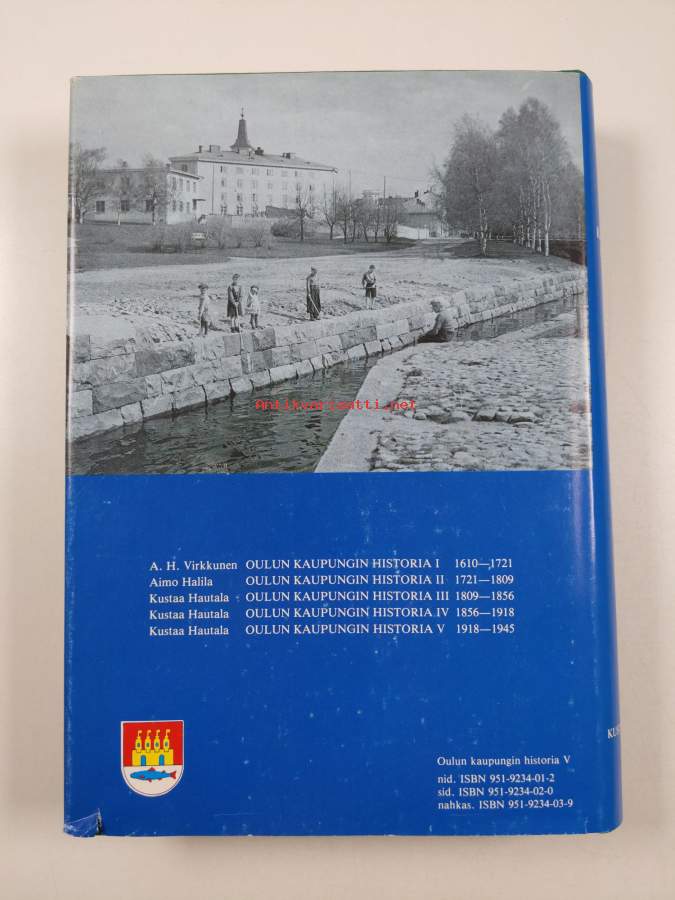 Antikvariaatti.net
A. H. Virkkunen OULUN KAUPUNGIN HISTORIA I 1610—1721
Aimo Halila OULUN KAUPUNGIN HISTORIA II 1721—1809
Kustaa Hautala OULUN KAUPUNGIN HISTORIA III 1809—1856
Kustaa Hautala OULUN KAUPUNGIN HISTORIA IV 1856—1918
Kustaa Hautala OULUN KAUPUNGIN HISTORIA V 1918—1945
Oulun kaupungin historia V
nid. ISBN 951-9234-01-2
sid. ISBN 951-9234-02-0
nahkas. ISBN 951-9234-03-9